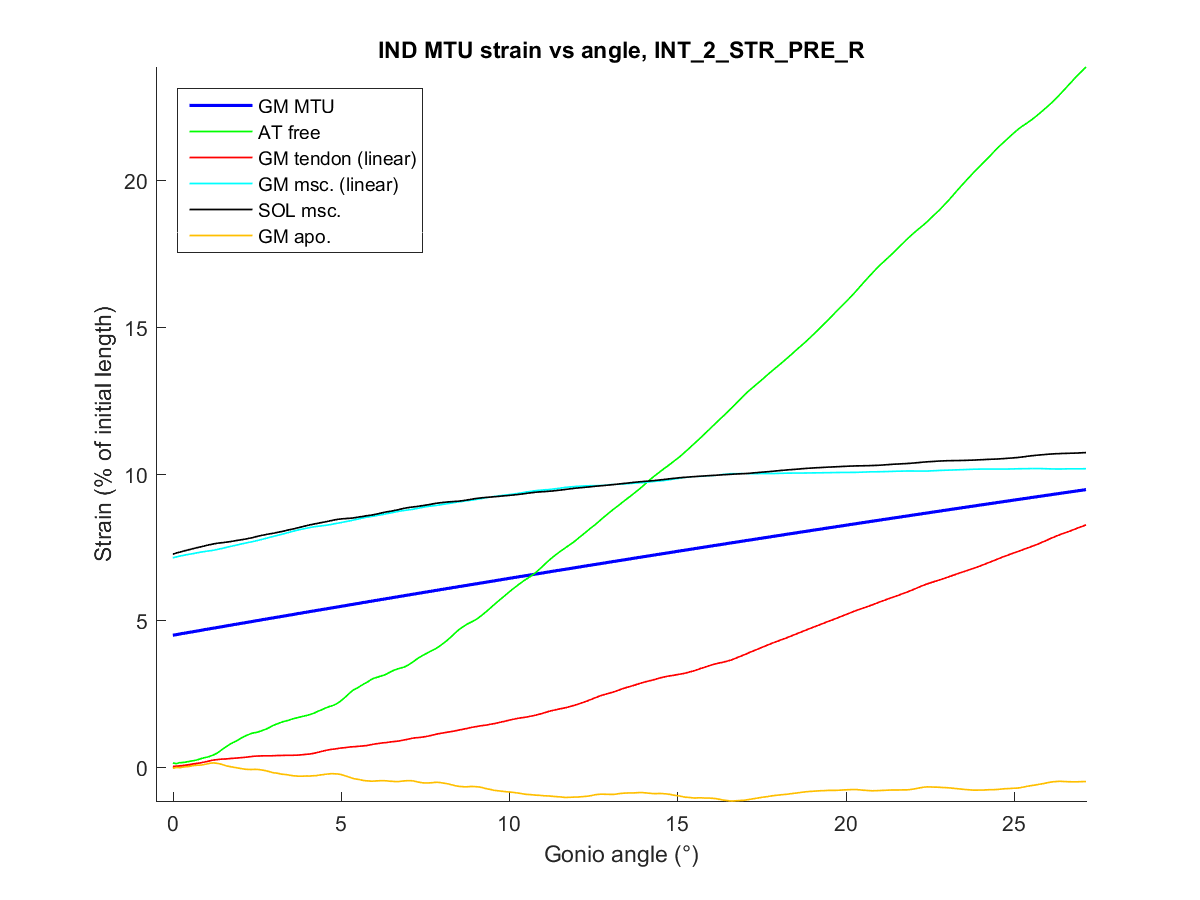 IND MTU strain vs angle, INT_2_STR_PRE_R
GM MTU
AT free
GM tendon (linear)
GM msc. (linear)
SOL msc.
GM apo.
Strain (% of initial length)
20
15
10
5
0
0 5 10 15 20 25
Gonio angle (°)